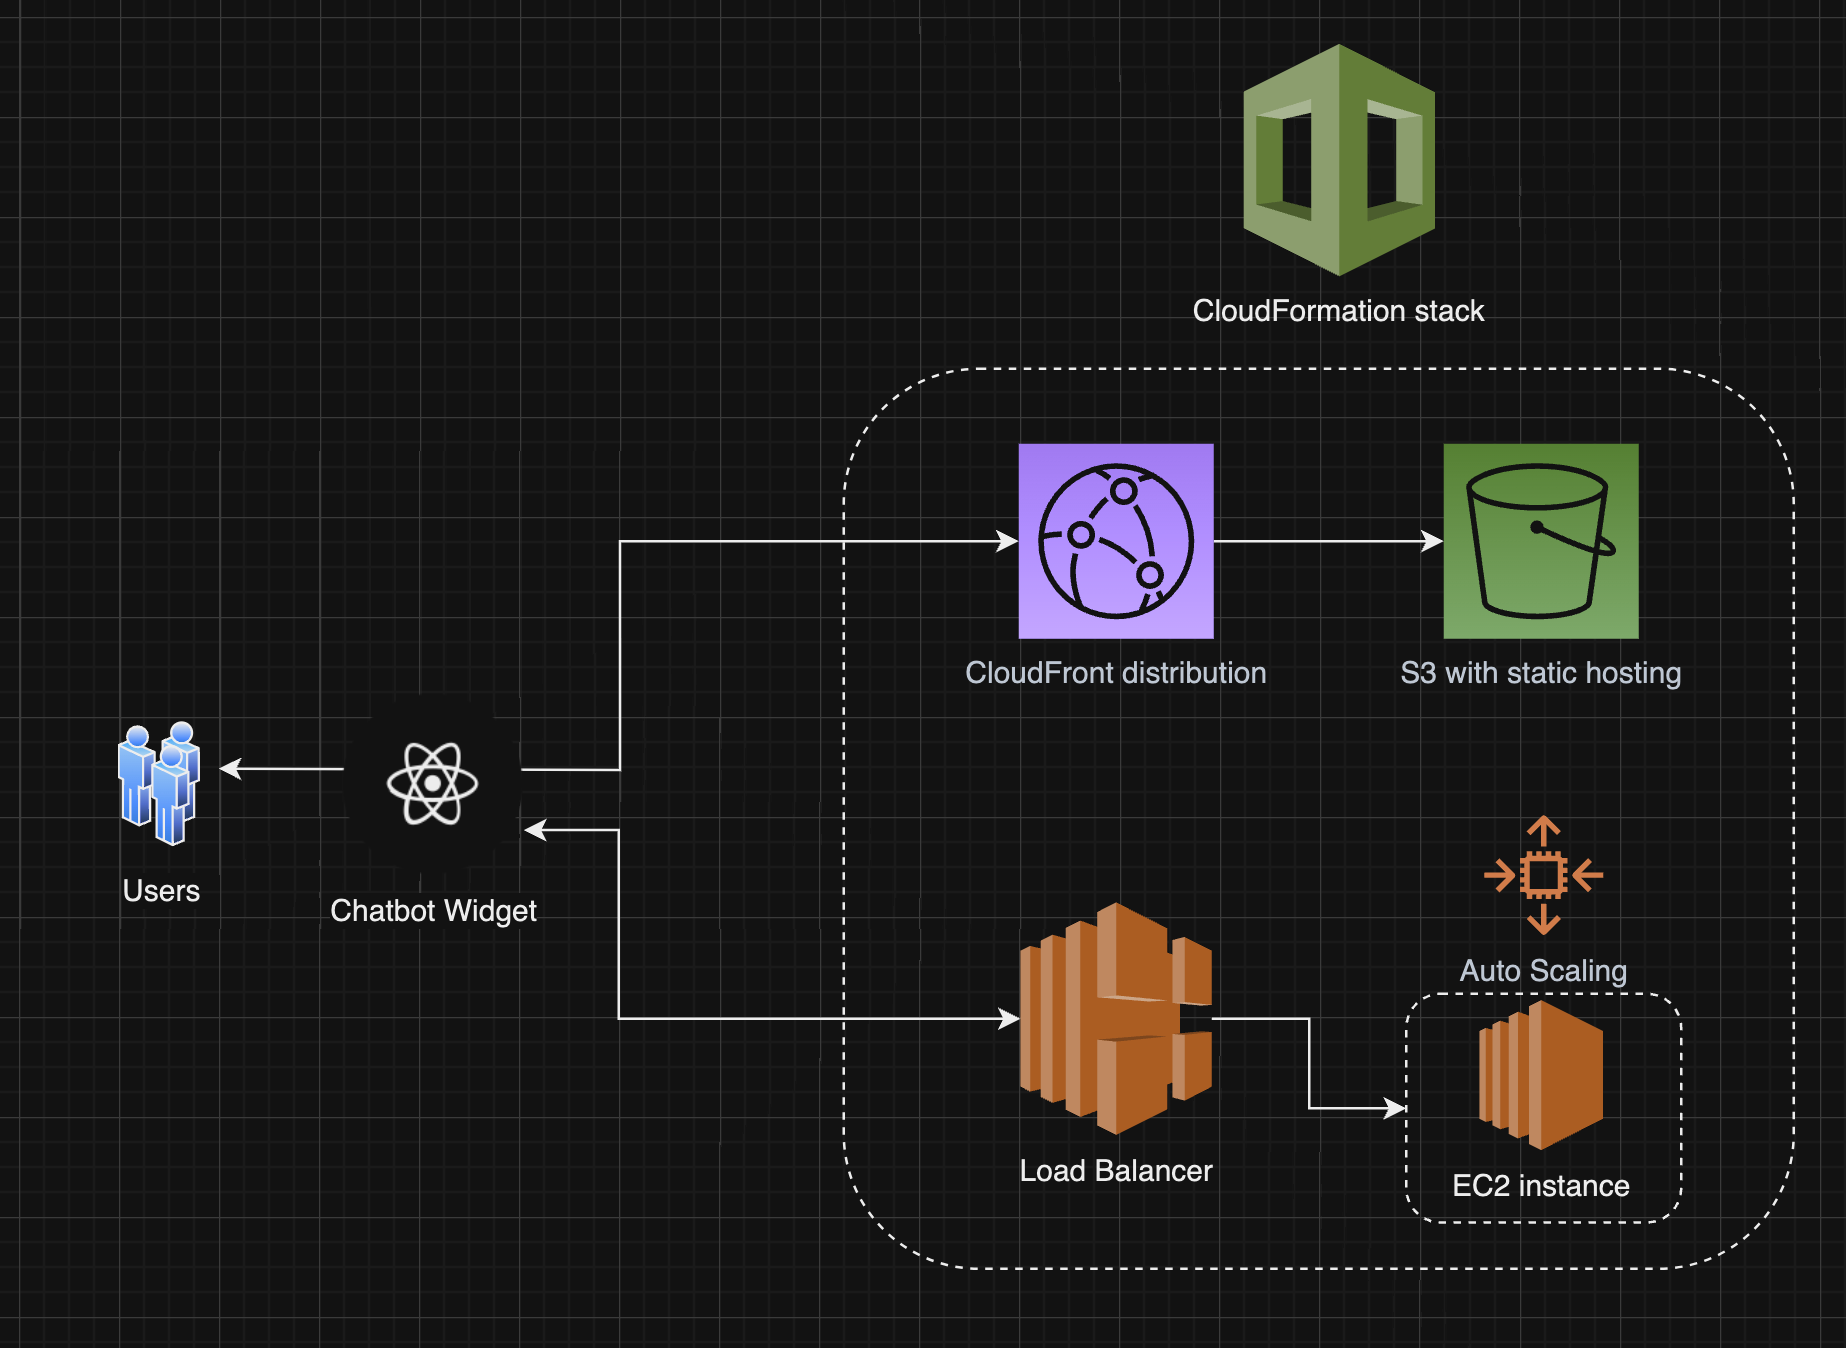 CloudFormation stack
CloudFront distribution
S3 with static hosting
Users
Chatbot Widget
Auto Scaling
Load Balancer
EC2 instance